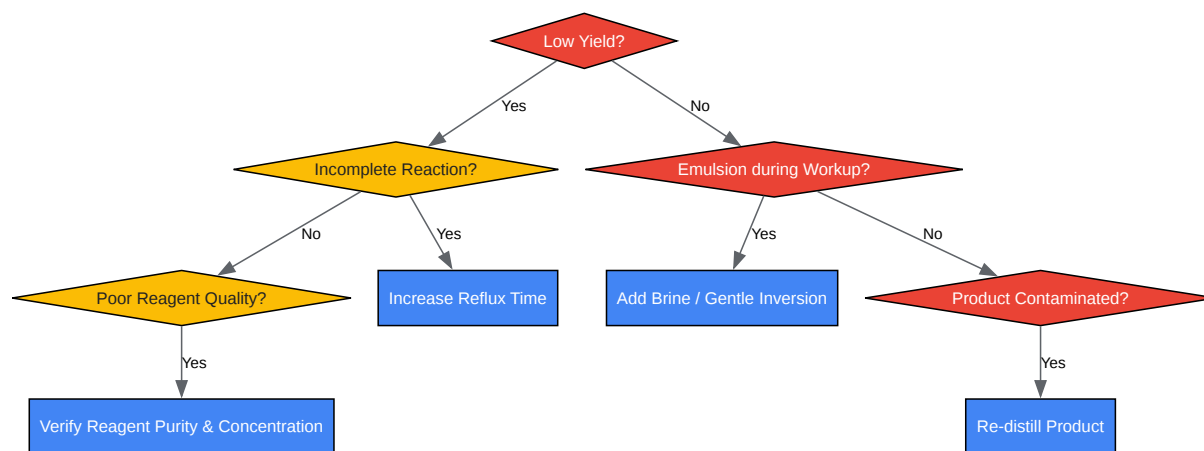 Low Yield?
Yes
No
Incomplete Reaction?
Emulsion during Workup?
No
Yes
Yes
No
Poor Reagent Quality?
Increase Reflux Time
Add Brine / Gentle Inversion
Product Contaminated?
Yes
Yes
Verify Reagent Purity & Concentration
Re-distill Product